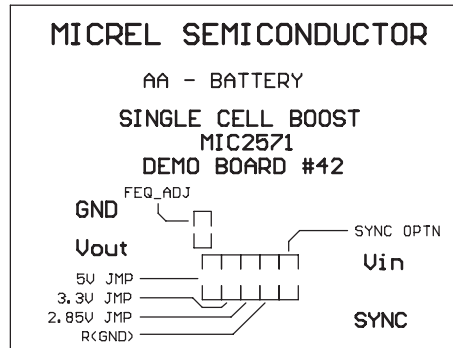 MICREL SEMICONDUCTOR
AA - BATTERY
SINGLE CELL BOOST
MIC2571
DEMO BOARD #42
FEQ_ADJ
GND
SYNC OPTN
Vout
Vin
5V JMP
3.3V JMP
2.85V JMP
SYNC
R(GND)